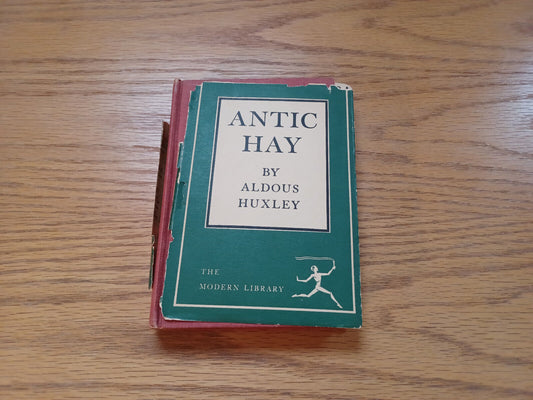 ANTIC
HAY
BY
ALDOUS
HUXLEY
THE
MODERN LIBRARY